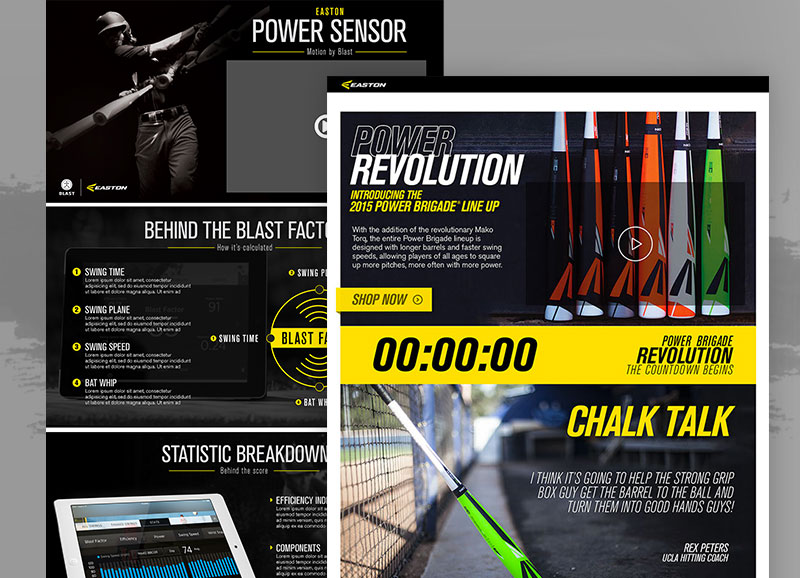 EASTON
POWER SENSOR
Motion by Blast
BLAST
EASTON
BEHIND THE BLAST FACTO
How it's calculated
1 SWING TIME
Lorem ipsum dolor sit amet, consectetur
adipiscing elit, sed eiusmod tempor incididunt
ut labore et dolore magna aliqua. Ut enim ad
2 SWING PLANE
Lorem ipsum dolor sit amet, consectetur
adipiscing elit, sed eiusmod tempor incididunt
ut labore et dolore magna aliqua. Ut enim ad
3 SWING SPEED
Lorem ipsum dolor sit amet, consectetur
adipiscing elit, sed eiusmod tempor incididunt
ut labore et dolore magna aliqua. Ut enim ad
4 BAT WHIP
Lorem ipsum dolor sit amet, consectetur
adipiscing elit, sed eiusmod tempor incididunt
ut labore et dolore magna aliqua. Ut enim ad
SWING PL
1 SWING TIME
BLAST FA
4 BAT WH
STATISTIC BREAKDOWN
Behind the score
EFFICIENCY IND
COMPONENTS
Blast Factor
Efficiency
Power
Swing Speed
74
EASTON
POWER
REVOLUTION
INTRODUCING THE
2015 POWER BRIGADE® LINE UP
With the addition of the revolutionary Mako
Torq, the entire Power Brigade lineup is
designed with longer barrels and faster swing
speeds, allowing players of all ages to square
up more pitches, more often with more power.
SHOP NOW
00:00:00
POWER BRIGADE
REVOLUTION
THE COUNTDOWN BEGINS
CHALK TALK
I THINK IT'S GOING TO HELP THE STRONG GRIP
BOX GUY GET THE BARREL TO THE BALL AND
TURN THEM INTO GOOD HANDS GUYS!
REX PETERS
UCLA HITTING COACH